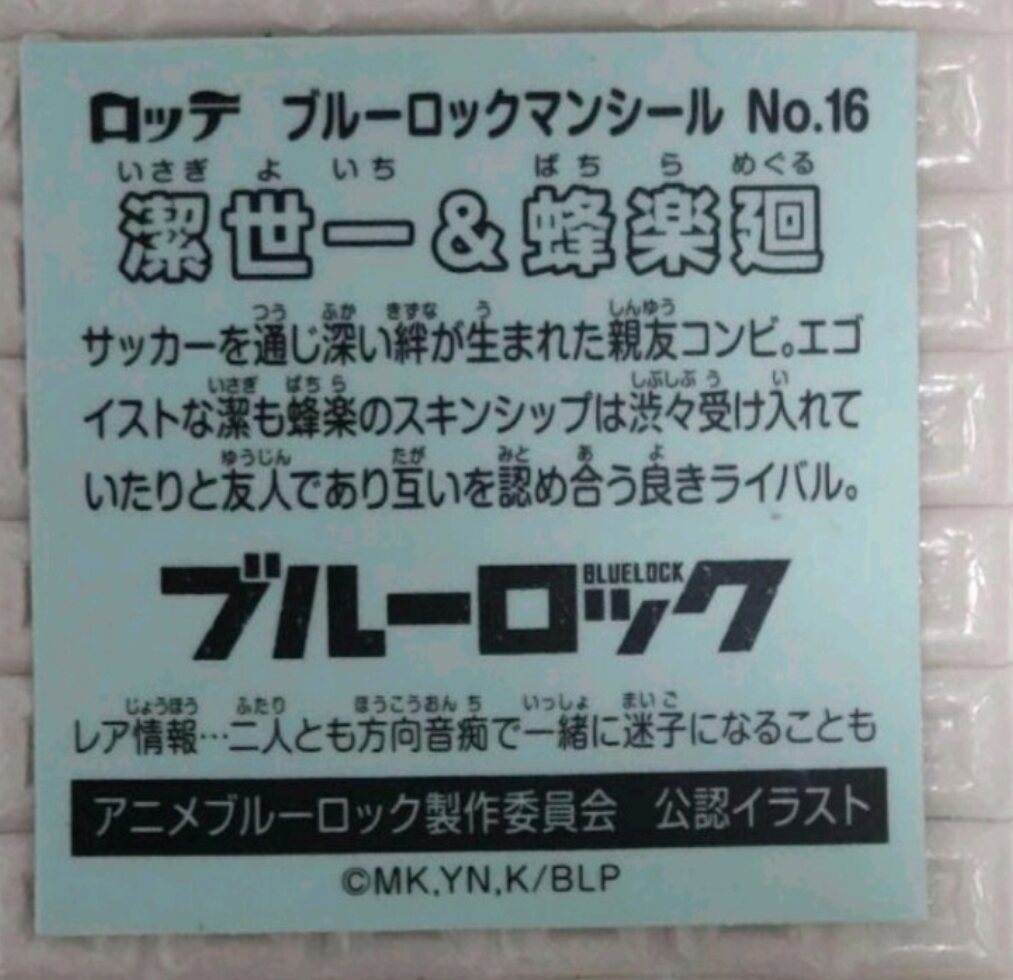 ロッテ ブルーロックマンシール No.16
いさぎ よ いち ばち ら めぐる
潔世一&蜂楽廻
つう ふか きずな う しんゆう
サッカーを通じ深い絆が生まれた親友コンビ。エゴ
いさぎ ばちら しぶしぶ う い
イストな潔も蜂楽のスキンシップは渋々受け入れて
ゆうじん たが みと あ よ
いたりと友人であり互いを認め合う良きライバル。
BLUELOCK
ブルーロック
じょうほう ふたり ほうこうおんち いっしょ まいご
レア情報…二人とも方向音痴で一緒に迷子になることも
アニメブルーロック製作委員会 公認イラスト
©MK,YN,K/BLP